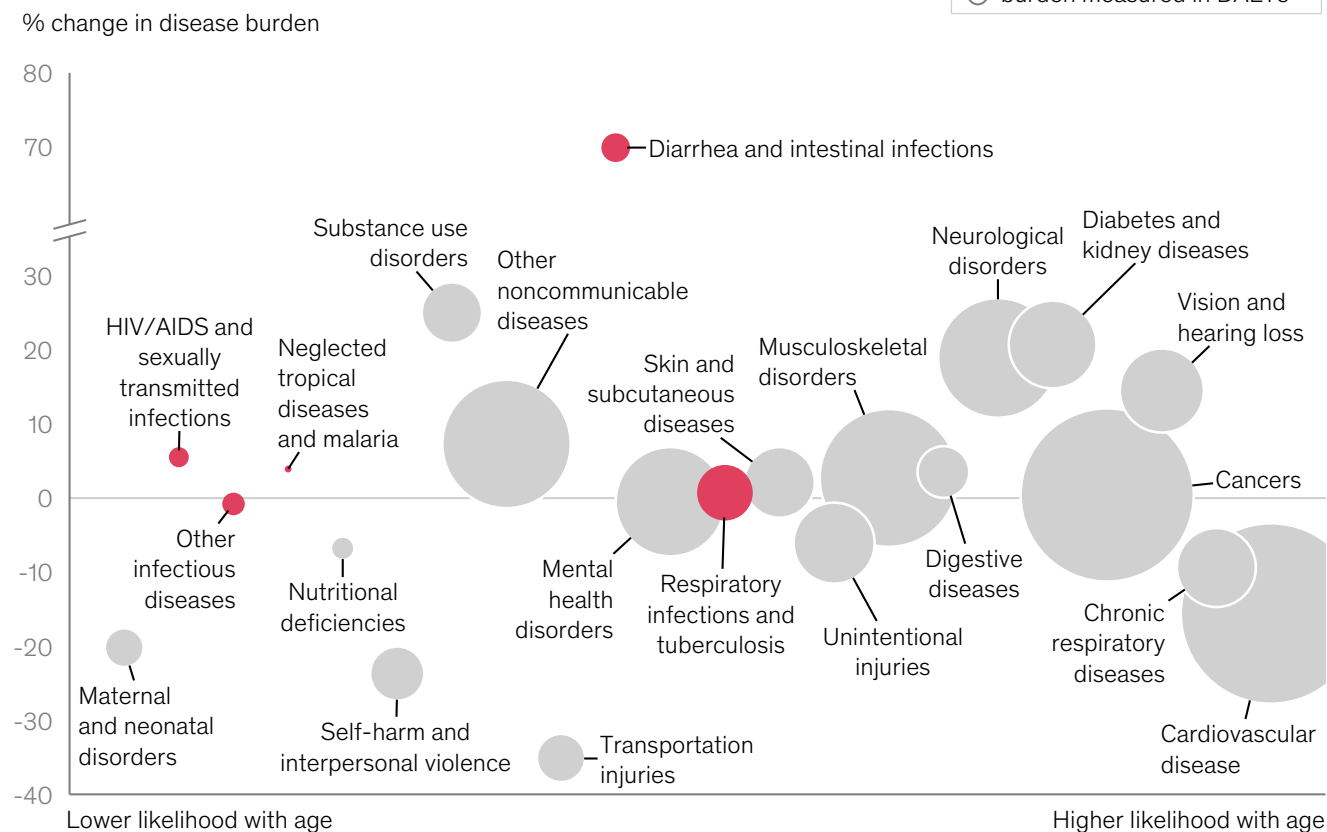 burden measured in DALYs
% change in disease burden
80
70
30
20
10
0
-10
-20
-30
-40
Diarrhea and intestinal infections
Substance use
disorders
Other
noncommunicable
diseases
Neurological
disorders
Diabetes and
kidney diseases
Vision and
hearing loss
HIV/AIDS and
sexually
transmitted
infections
Neglected
tropical
diseases
and malaria
Skin and
subcutaneous
diseases
Musculoskeletal
disorders
Cancers
Other
infectious
diseases
Nutritional
deficiencies
Mental
health
disorders
Respiratory
infections and
tuberculosis
Digestive
diseases
Unintentional
injuries
Chronic
respiratory
diseases
Maternal
and neonatal
disorders
Self-harm and
interpersonal violence
Transportation
injuries
Cardiovascular
disease
Lower likelihood with age
Higher likelihood with age